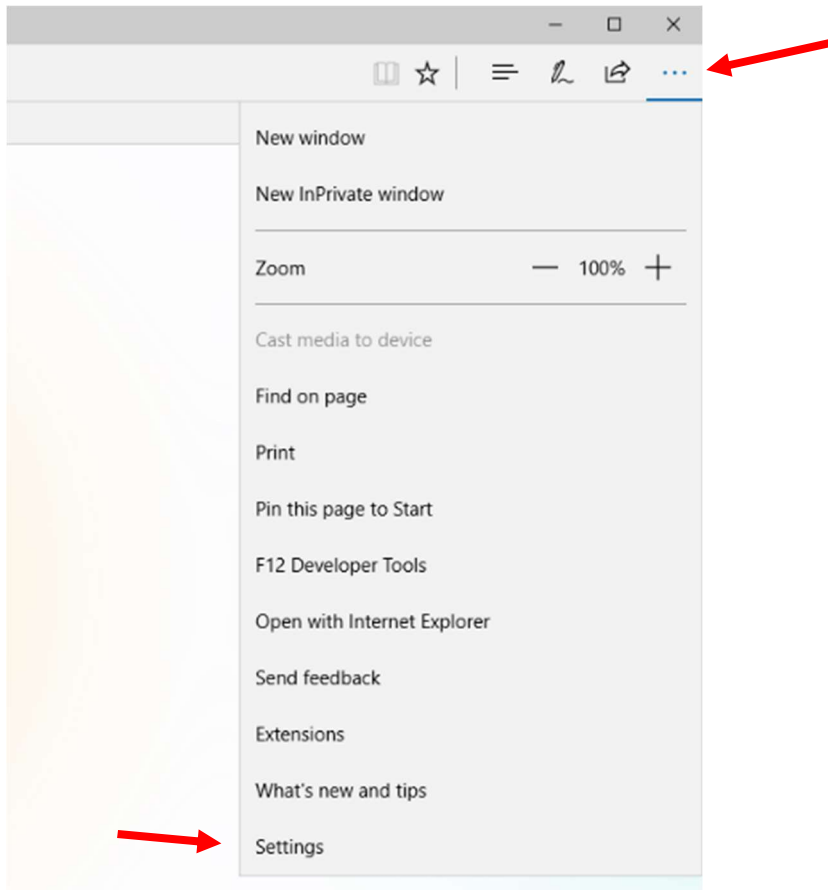 New window
New InPrivate window
Zoom 100%
Cast media to device
Find on page
Print
Pin this page to Start
F12 Developer Tools
Open with Internet Explorer
Send feedback
Extensions
What's new and tips
Settings